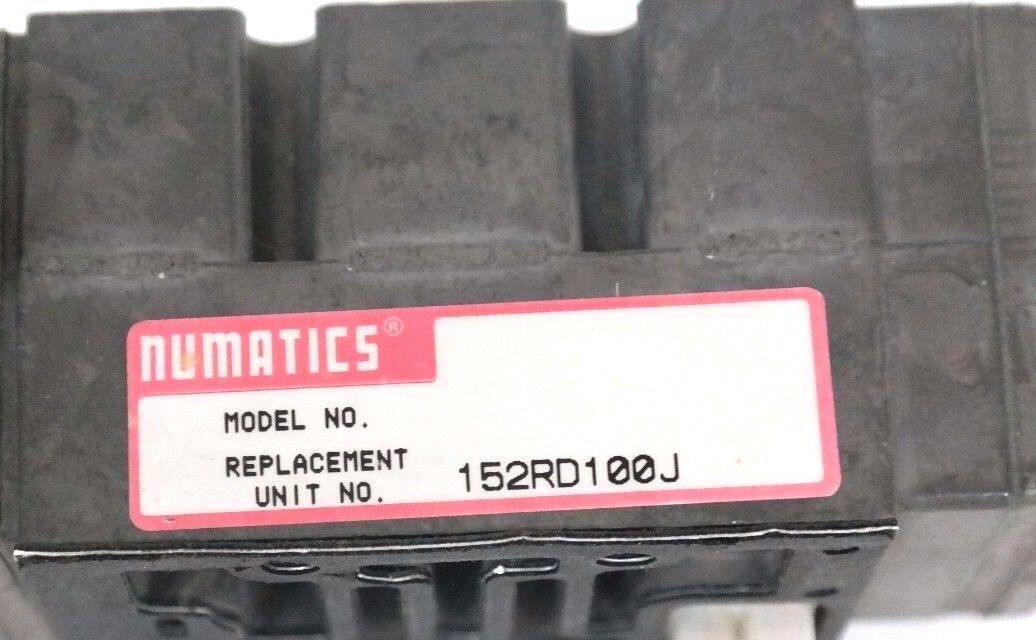 NUMATICS®
MODEL NO.
REPLACEMENT
UNIT NO. 152RD100J